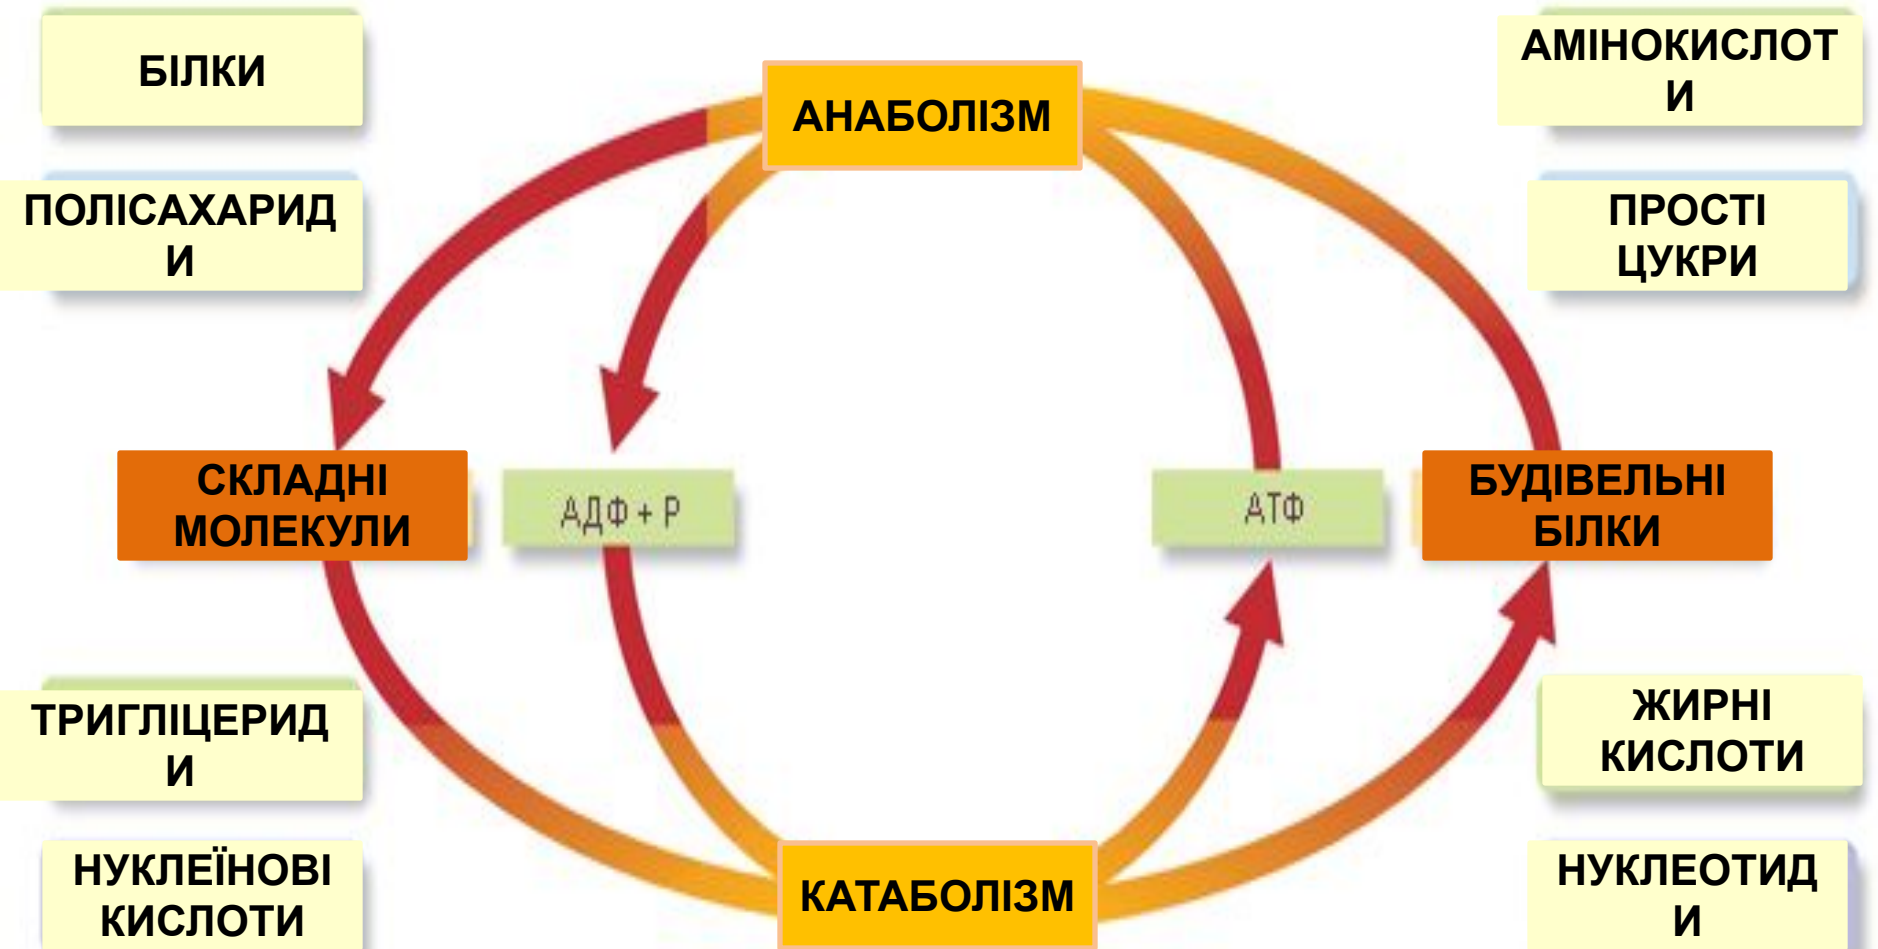 БІЛКИ
АНАБОЛІЗМ
АМІНОКИСЛОТ
И
ПОЛІСАХАРИД
И
ПРОСТІ
ЦУКРИ
СКЛАДНІ
МОЛЕКУЛИ
АДФ + Р
АТФ
БУДІВЕЛЬНІ
БІЛКИ
ТРИГЛІЦЕРИД
И
ЖИРНІ
КИСЛОТИ
НУКЛЕЇНОВІ
КИСЛОТИ
КАТАБОЛІЗМ
НУКЛЕОТИД
И